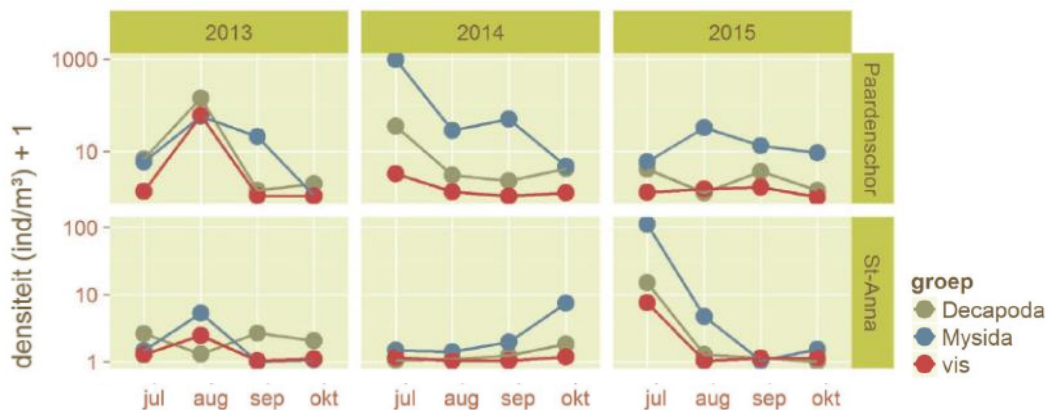 2013 2014 2015
1000
10
Paardenschor
densiteit (ind/m³) + 1
100
10
1
St-Anna
groep
Decapoda
Mysida
vis
jul aug sep okt jul aug sep okt jul aug sep okt